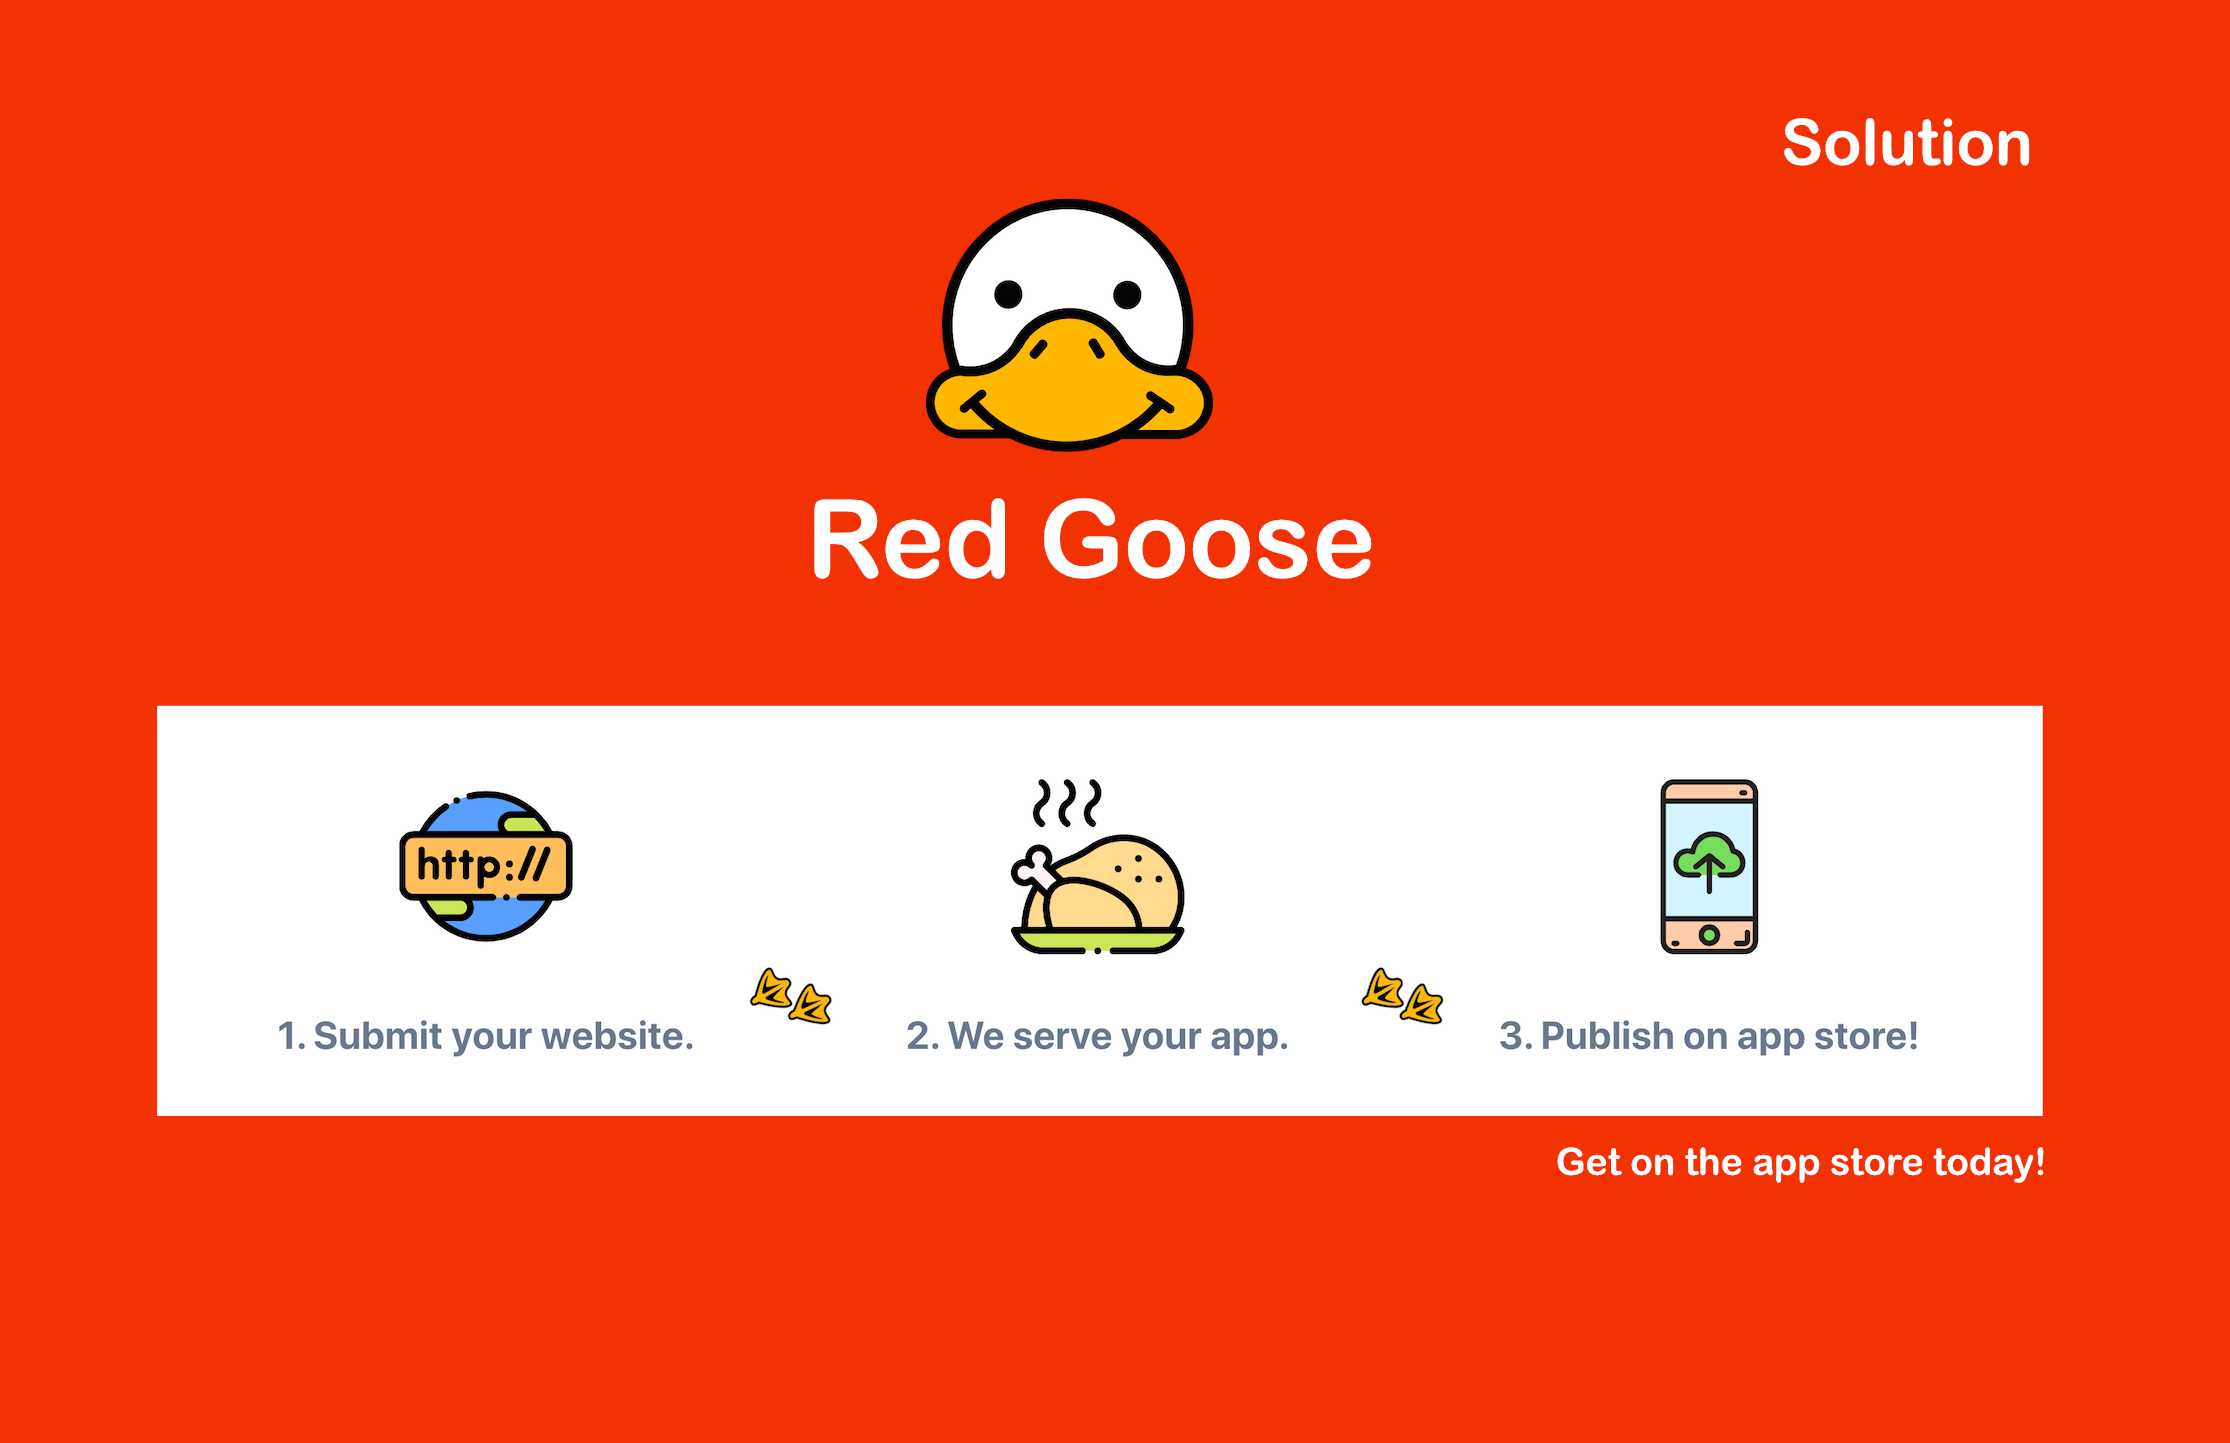 Solution
Red Goose
http://
1. Submit your website.
2. We serve your app.
3. Publish on app store!
Get on the app store today!